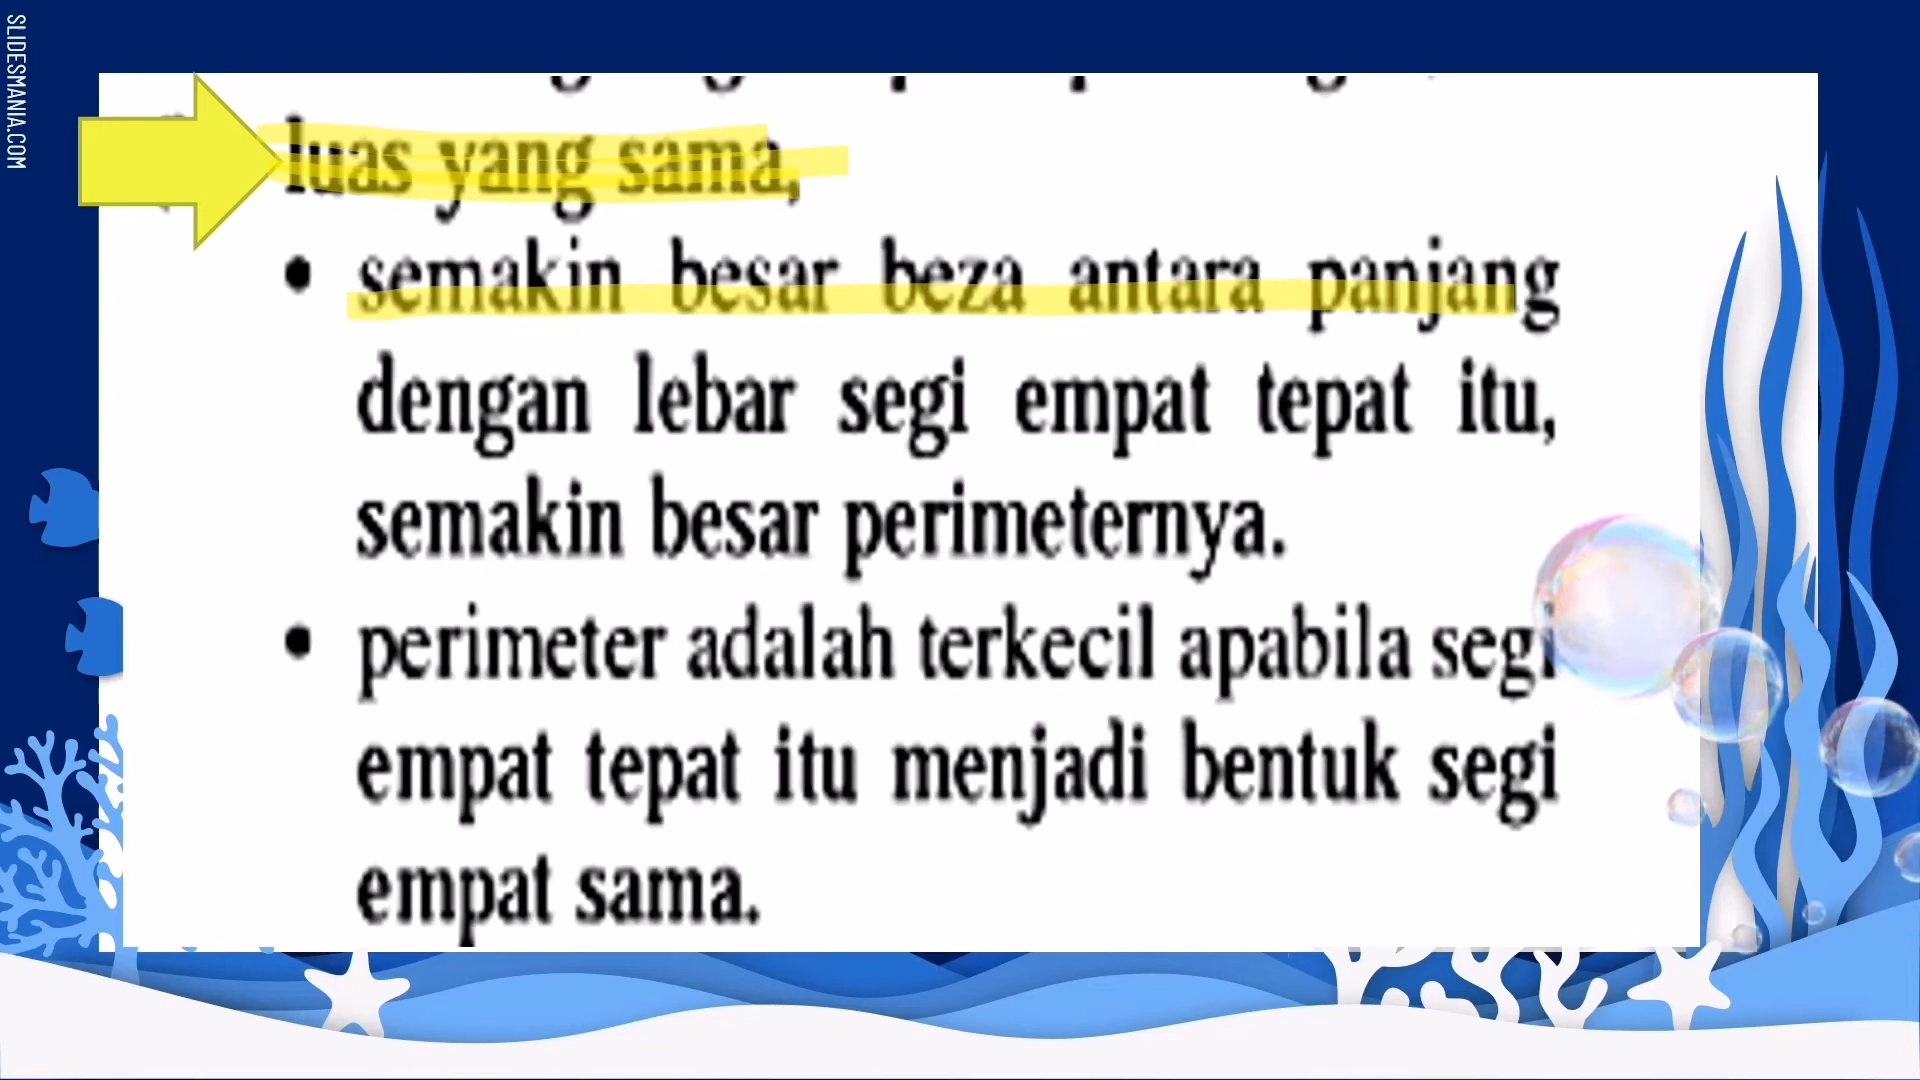 SLIDESMANIA.COM
luas yang sama,
• semakin besar beza antara panjang
dengan lebar segi empat tepat itu,
semakin besar perimeternya.
• perimeter adalah terkecil apabila segi
empat tepat itu menjadi bentuk segi
empat sama.